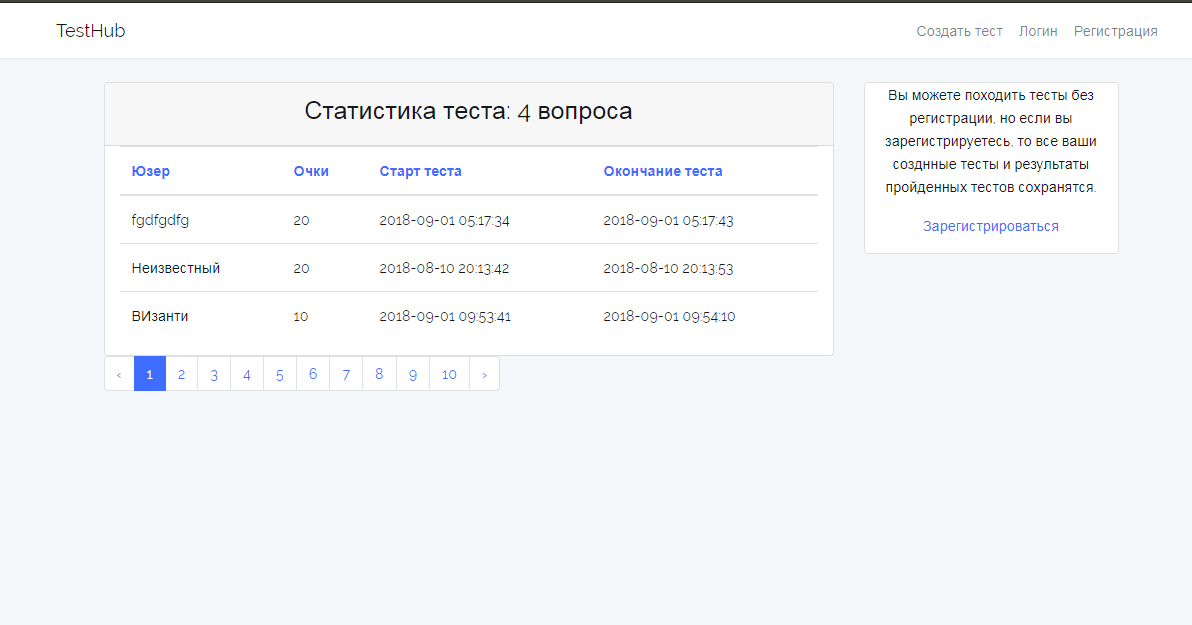 TestHub
Создать тест Логин Регистрация
Статистика теста: 4 вопроса
Юзер Очки Старт теста Окончание теста
fgdfgdfg 20 2018-09-01 05:17:34 2018-09-01 05:17:43
Неизвестный 20 2018-08-10 20:13:42 2018-08-10 20:13:53
ВИзанти 10 2018-09-01 09:53:41 2018-09-01 09:54:10
‹ 1 2 3 4 5 6 7 8 9 10 ›
Вы можете походить тесты без
регистрации, но если вы
зарегистрируетесь, то все ваши
созднные тесты и результаты
пройденных тестов сохранятся.
Зарегистрироваться